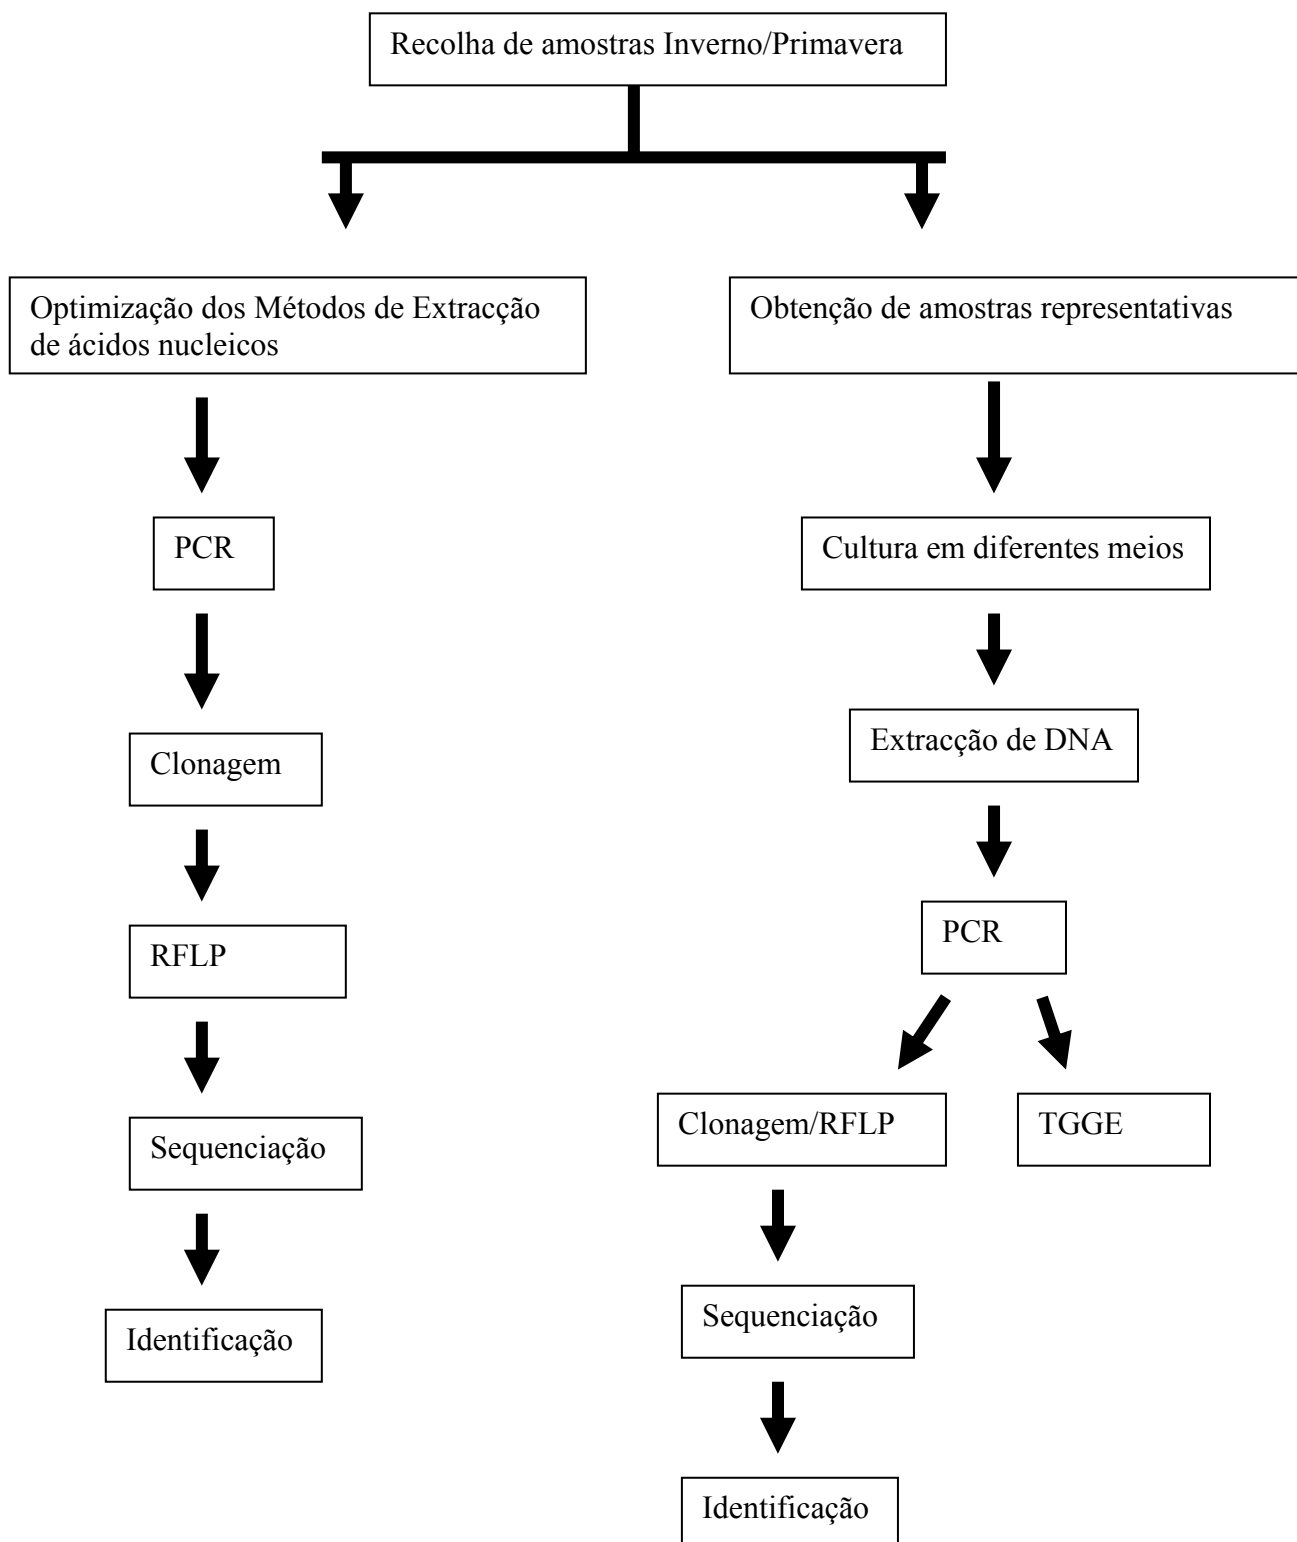 Recolha de amostras Inverno/Primavera
Optimização dos Métodos de Extracção
de ácidos nucleicos
PCR
Clonagem
RFLP
Sequenciação
Identificação
Obtenção de amostras representativas
Cultura em diferentes meios
Extracção de DNA
PCR
Clonagem/RFLP
TGGE
Sequenciação
Identificação